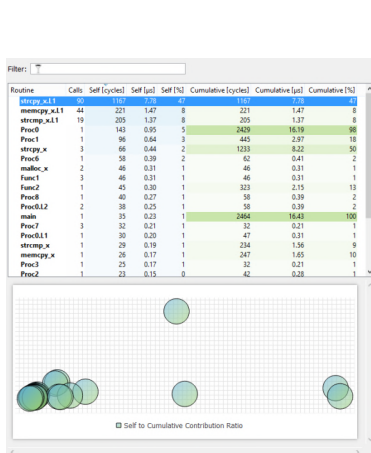 Filter:
Routine Calls Self [cycles] Self [µs] Self [%] Cumulative [cycles] Cumulative [µs] Cumulative [%]
strcpy_x.L1 90 1167 7.78 47 1167 7.78 47
memcpy_x.L1 44 221 1.47 8 221 1.47 8
strcmp_x.L1 19 205 1.37 8 205 1.37 8
Proc0 1 143 0.95 5 2429 16.19 98
Proc1 1 96 0.64 3 445 2.97 18
strcpy_x 3 66 0.44 2 1233 8.22 50
Proc6 1 58 0.39 2 62 0.41 2
malloc_x 2 46 0.31 1 46 0.31 1
Func1 3 46 0.31 1 46 0.31 1
Func2 1 45 0.30 1 323 2.15 13
Proc8 1 40 0.27 1 58 0.39 2
Proc0.L2 2 38 0.25 1 58 0.39 2
main 1 35 0.23 1 2464 16.43 100
Proc7 3 32 0.21 1 32 0.21 1
Proc0.L1 1 30 0.20 1 47 0.31 1
strcmp_x 1 29 0.19 1 234 1.56 9
memcpy_x 1 26 0.17 1 247 1.65 10
Proc3 1 25 0.17 1 32 0.21 1
Proc2 1 23 0.15 0 42 0.28 1
Self to Cumulative Contribution Ratio